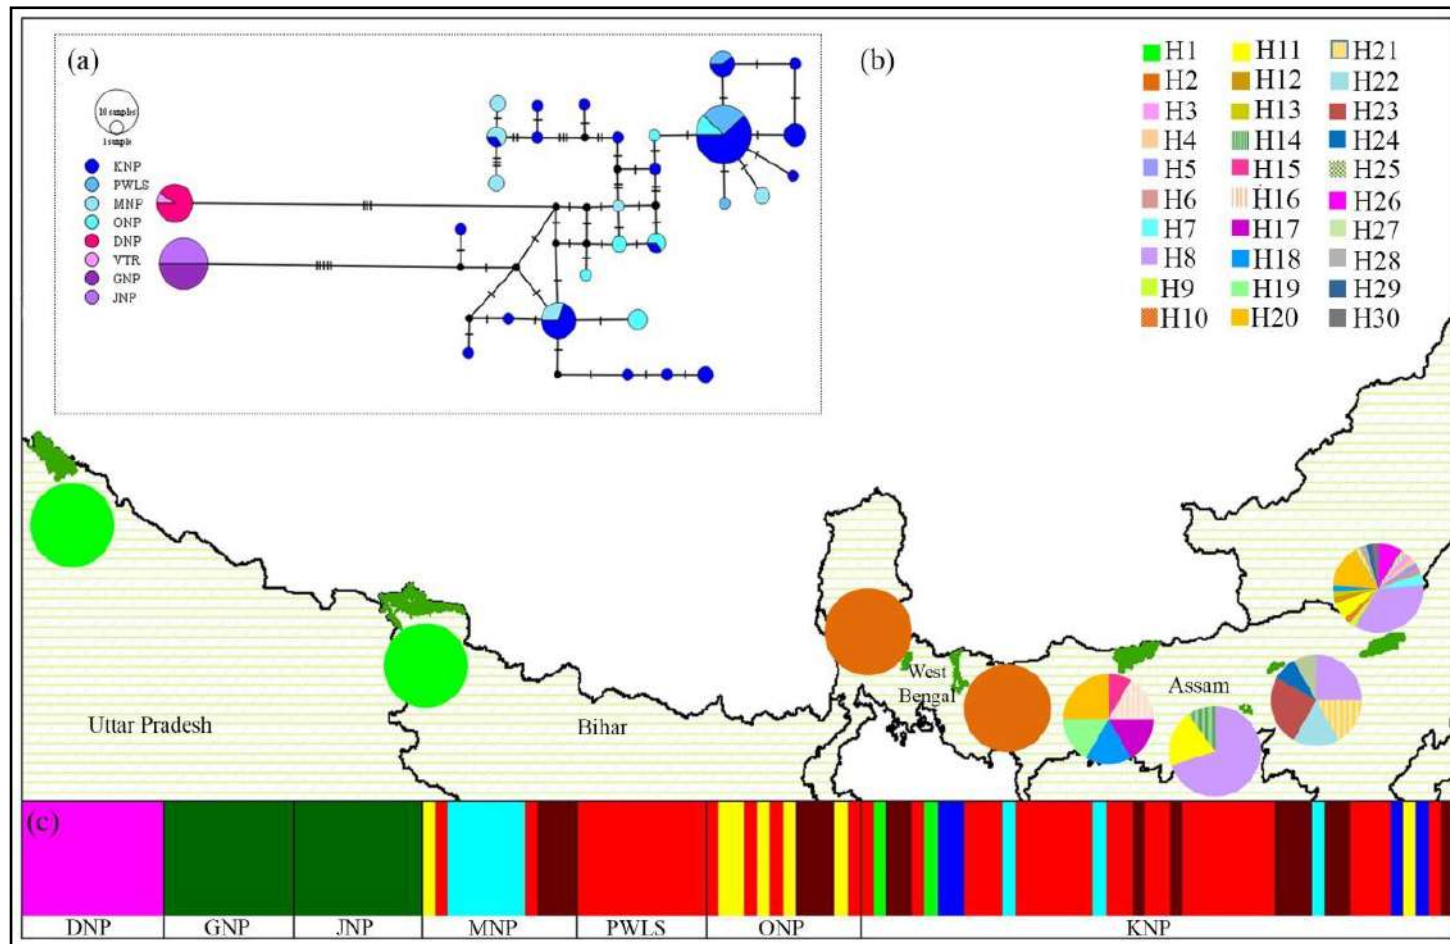 (a)
10 samples
1 sample
KNP
PWLS
MNP
ONP
DNP
VTR
GNP
JNP
(b)
H1 H11 H21
H2 H12 H22
H3 H13 H23
H4 H14 H24
H5 H15 H25
H6 H16 H26
H7 H17 H27
H8 H18 H28
H9 H19 H29
H10 H20 H30
West
Bengal
Assam
Uttar Pradesh
Bihar
(c)
DNP GNP JNP MNP PWLS ONP KNP